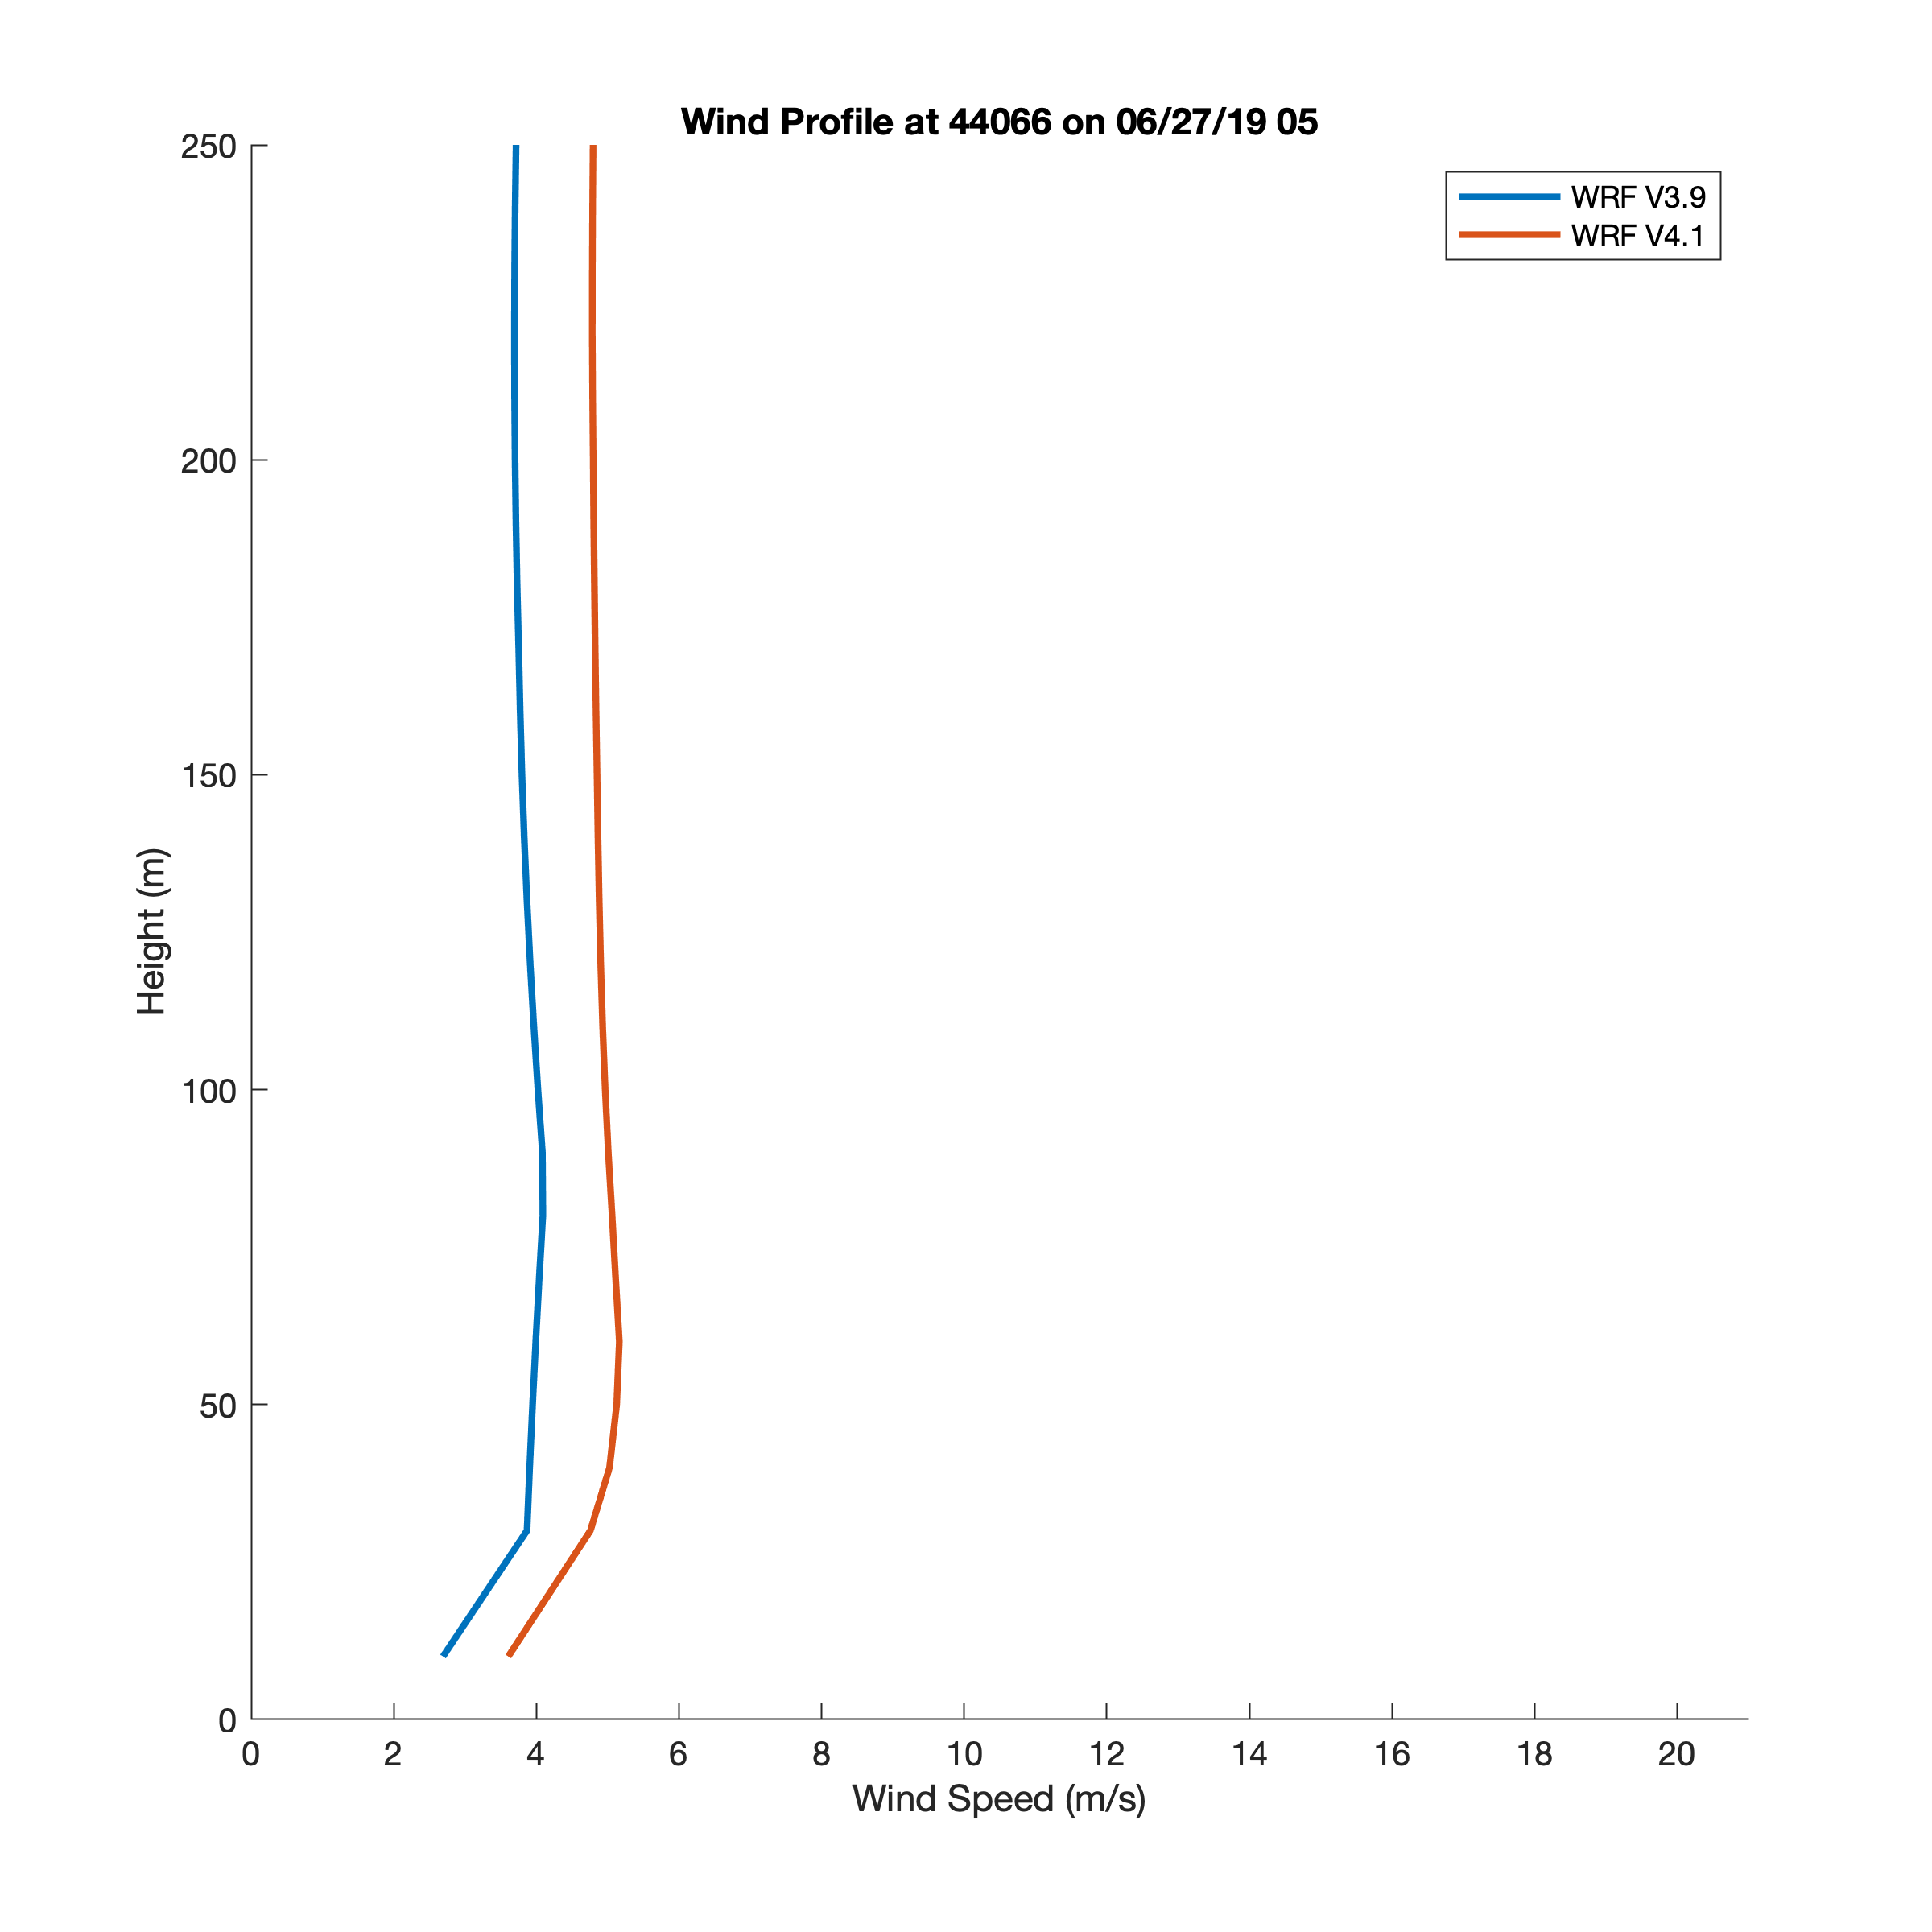 Wind Profile at 44066 on 06/27/19 05
250
200
150
100
50
0
Height (m)
WRF V3.9
WRF V4.1
0 2 4 6 8 10 12 14 16 18 20
Wind Speed (m/s)